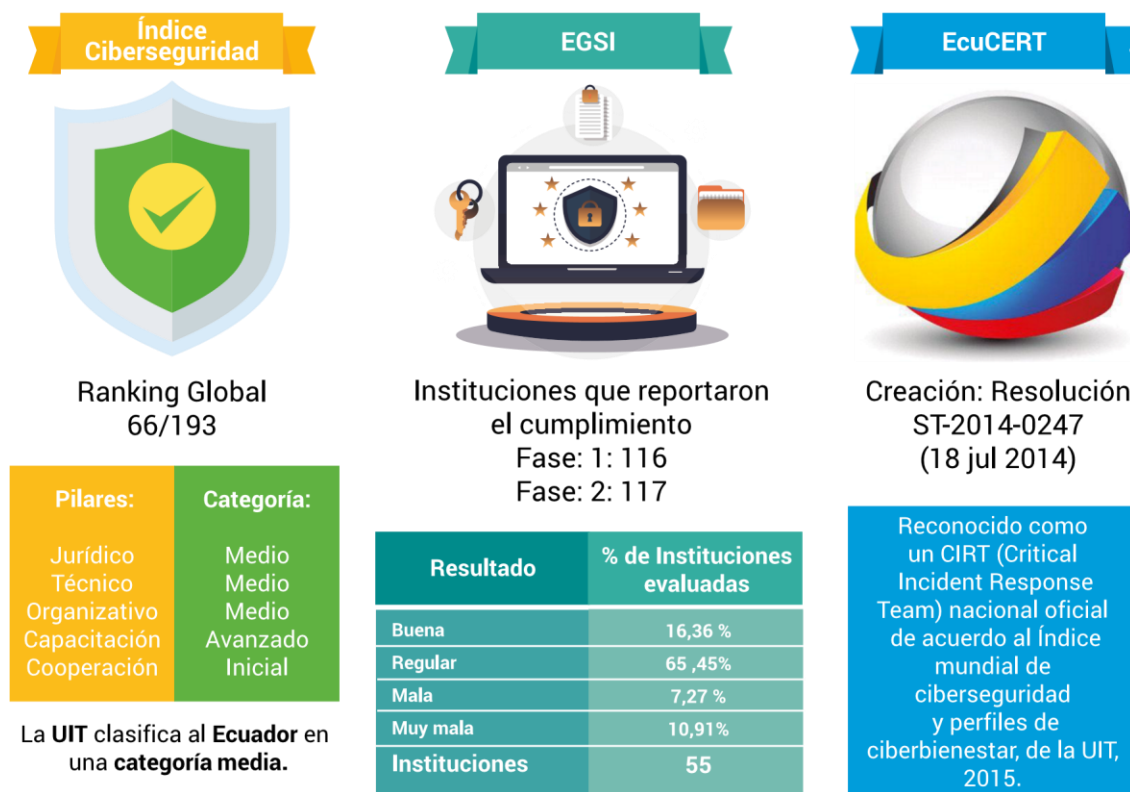 Índice
Ciberseguridad
Ranking Global
66/193
Pilares: Categoría:
Jurídico Medio
Técnico Medio
Organizativo Medio
Capacitación Avanzado
Cooperación Inicial
La UIT clasifica al Ecuador en
una categoría media.
EGSI
Instituciones que reportaron
el cumplimiento
Fase: 1: 116
Fase: 2: 117
Resultado % de Instituciones
evaluadas
Buena 16,36 %
Regular 65 ,45%
Mala 7,27 %
Muy mala 10,91%
Instituciones 55
EcuCERT
Creación: Resolución
ST-2014-0247
(18 jul 2014)
Reconocido como
un CIRT (Critical
Incident Response
Team) nacional oficial
de acuerdo al Índice
mundial de
ciberseguridad
y perfiles de
ciberbienestar, de la UIT,
2015.